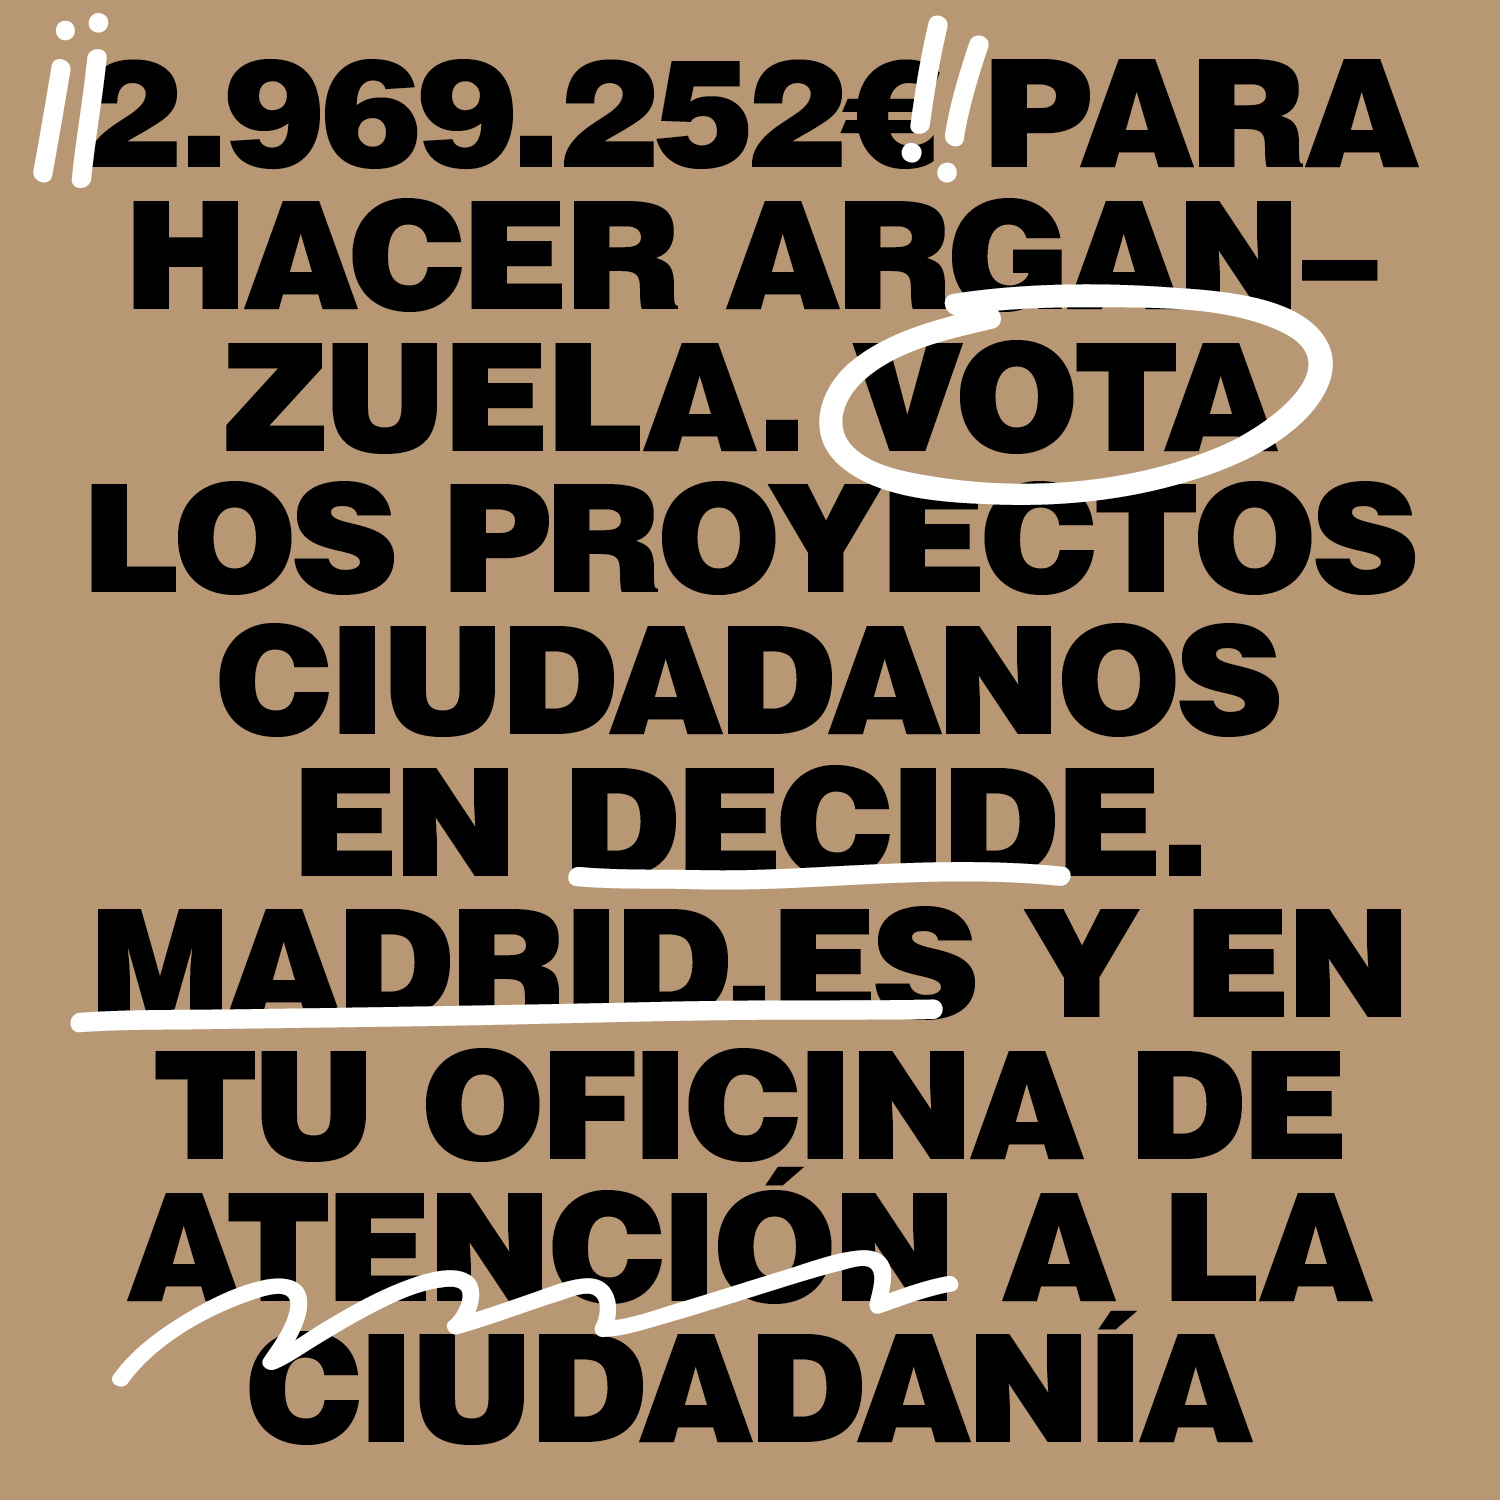 ¡¡2.969.252€!! PARA
HACER ARGAN–
ZUELA. VOTA
LOS PROYECTOS
CIUDADANOS
EN DECIDE.
MADRID.ES Y EN
TU OFICINA DE
ATENCIÓN A LA
CIUDADANÍA